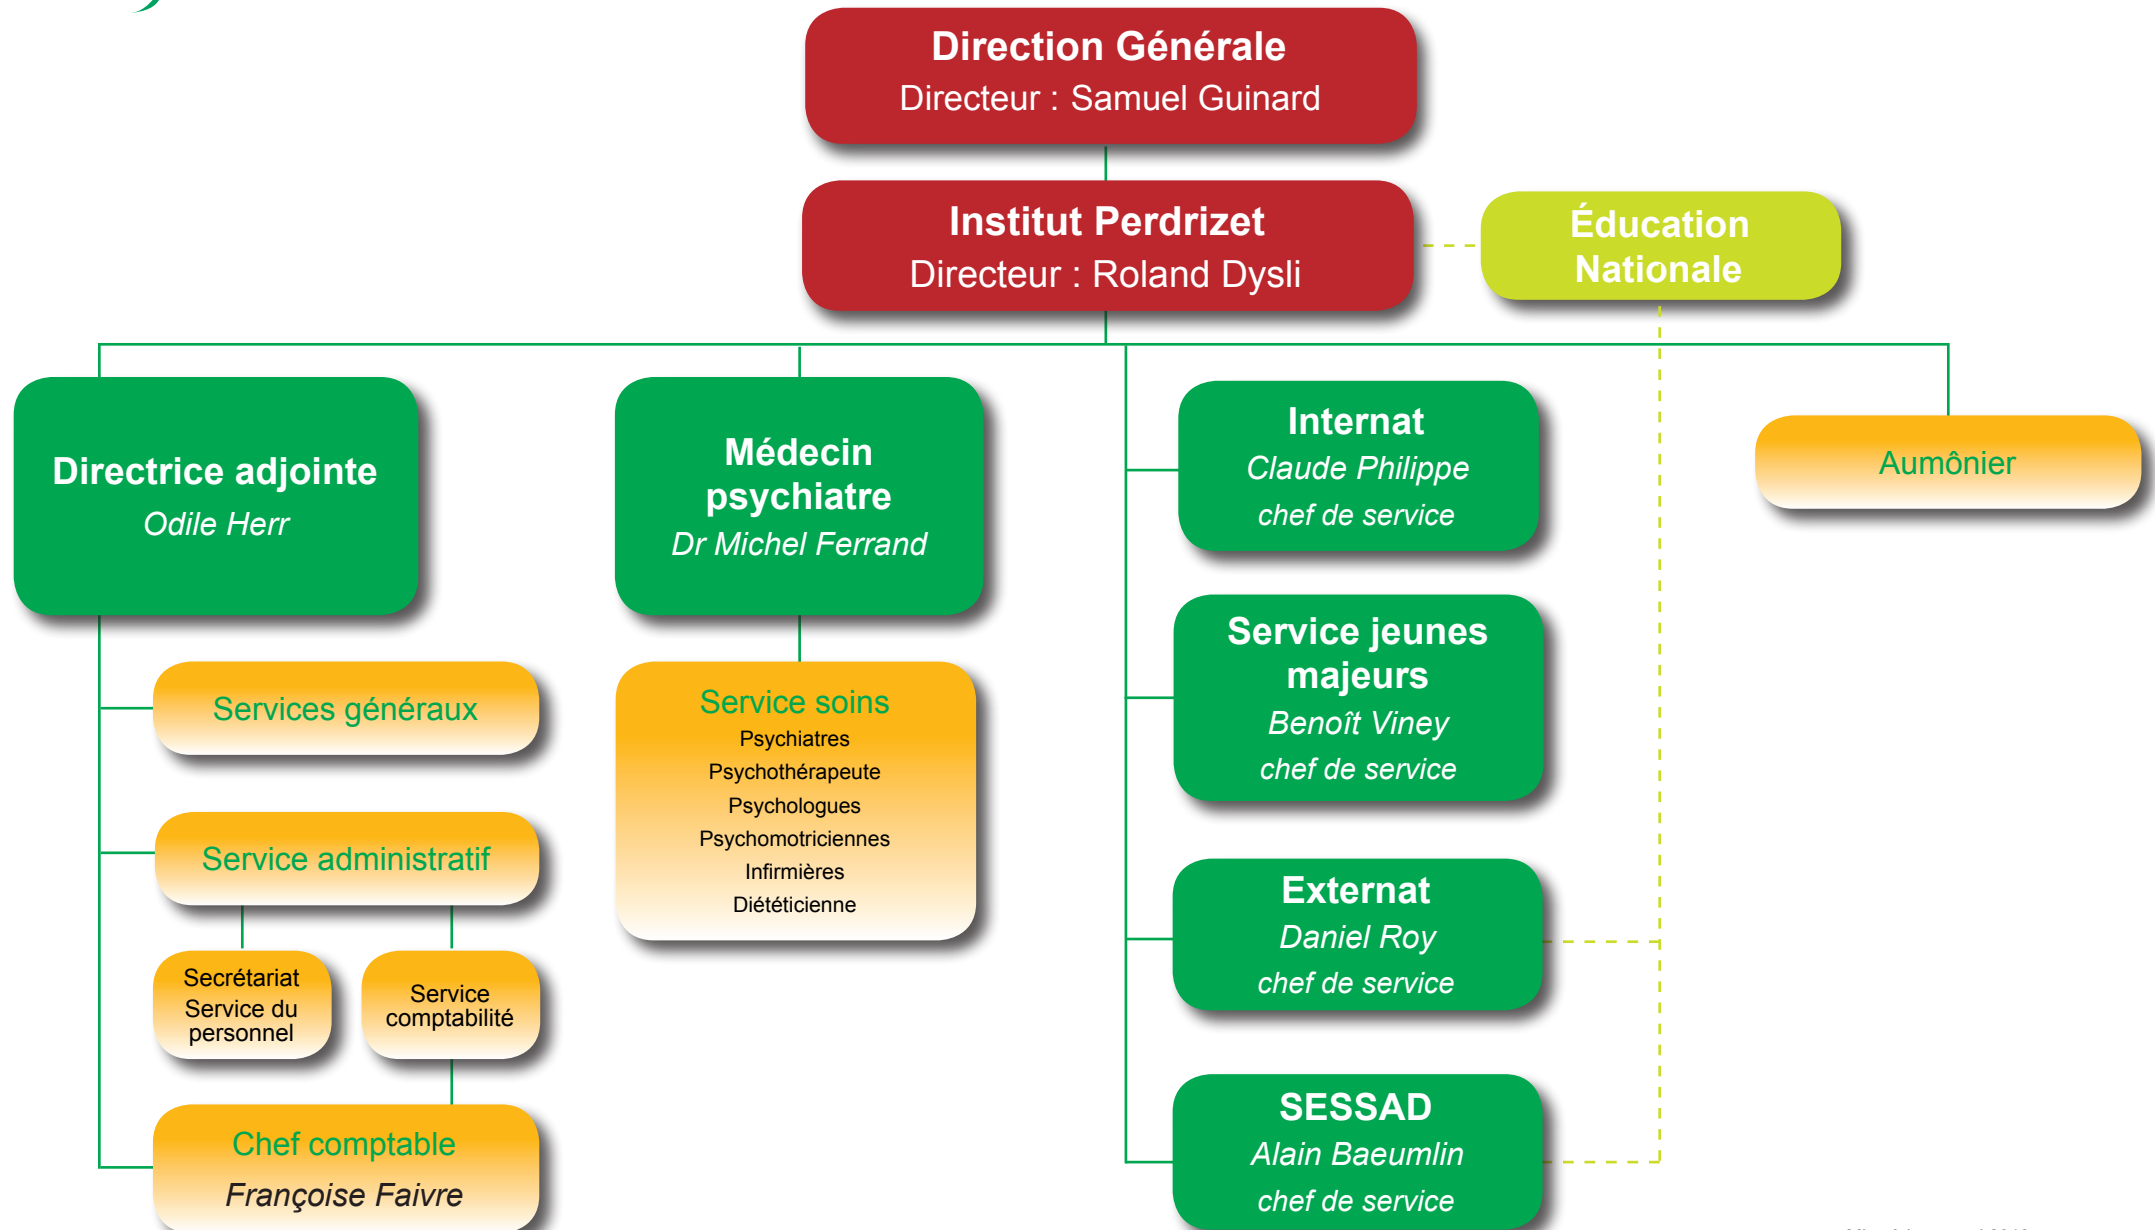 Direction Générale
Directeur : Samuel Guinard
Institut Perdrizet
Directeur : Roland Dysli
Éducation
Nationale
Directrice adjointe
Odile Herr
Médecin
psychiatre
Dr Michel Ferrand
Internat
Claude Philippe
chef de service
Aumônier
Service jeunes
majeurs
Benoît Viney
chef de service
Services généraux
Service soins
Psychiatres
Psychothérapeute
Psychologues
Psychomotriciennes
Infirmières
Diététicienne
Service administratif
Externat
Daniel Roy
chef de service
Secrétariat
Service du
personnel
Service
comptabilité
SESSAD
Alain Baeumlin
chef de service
Chef comptable
Françoise Faivre